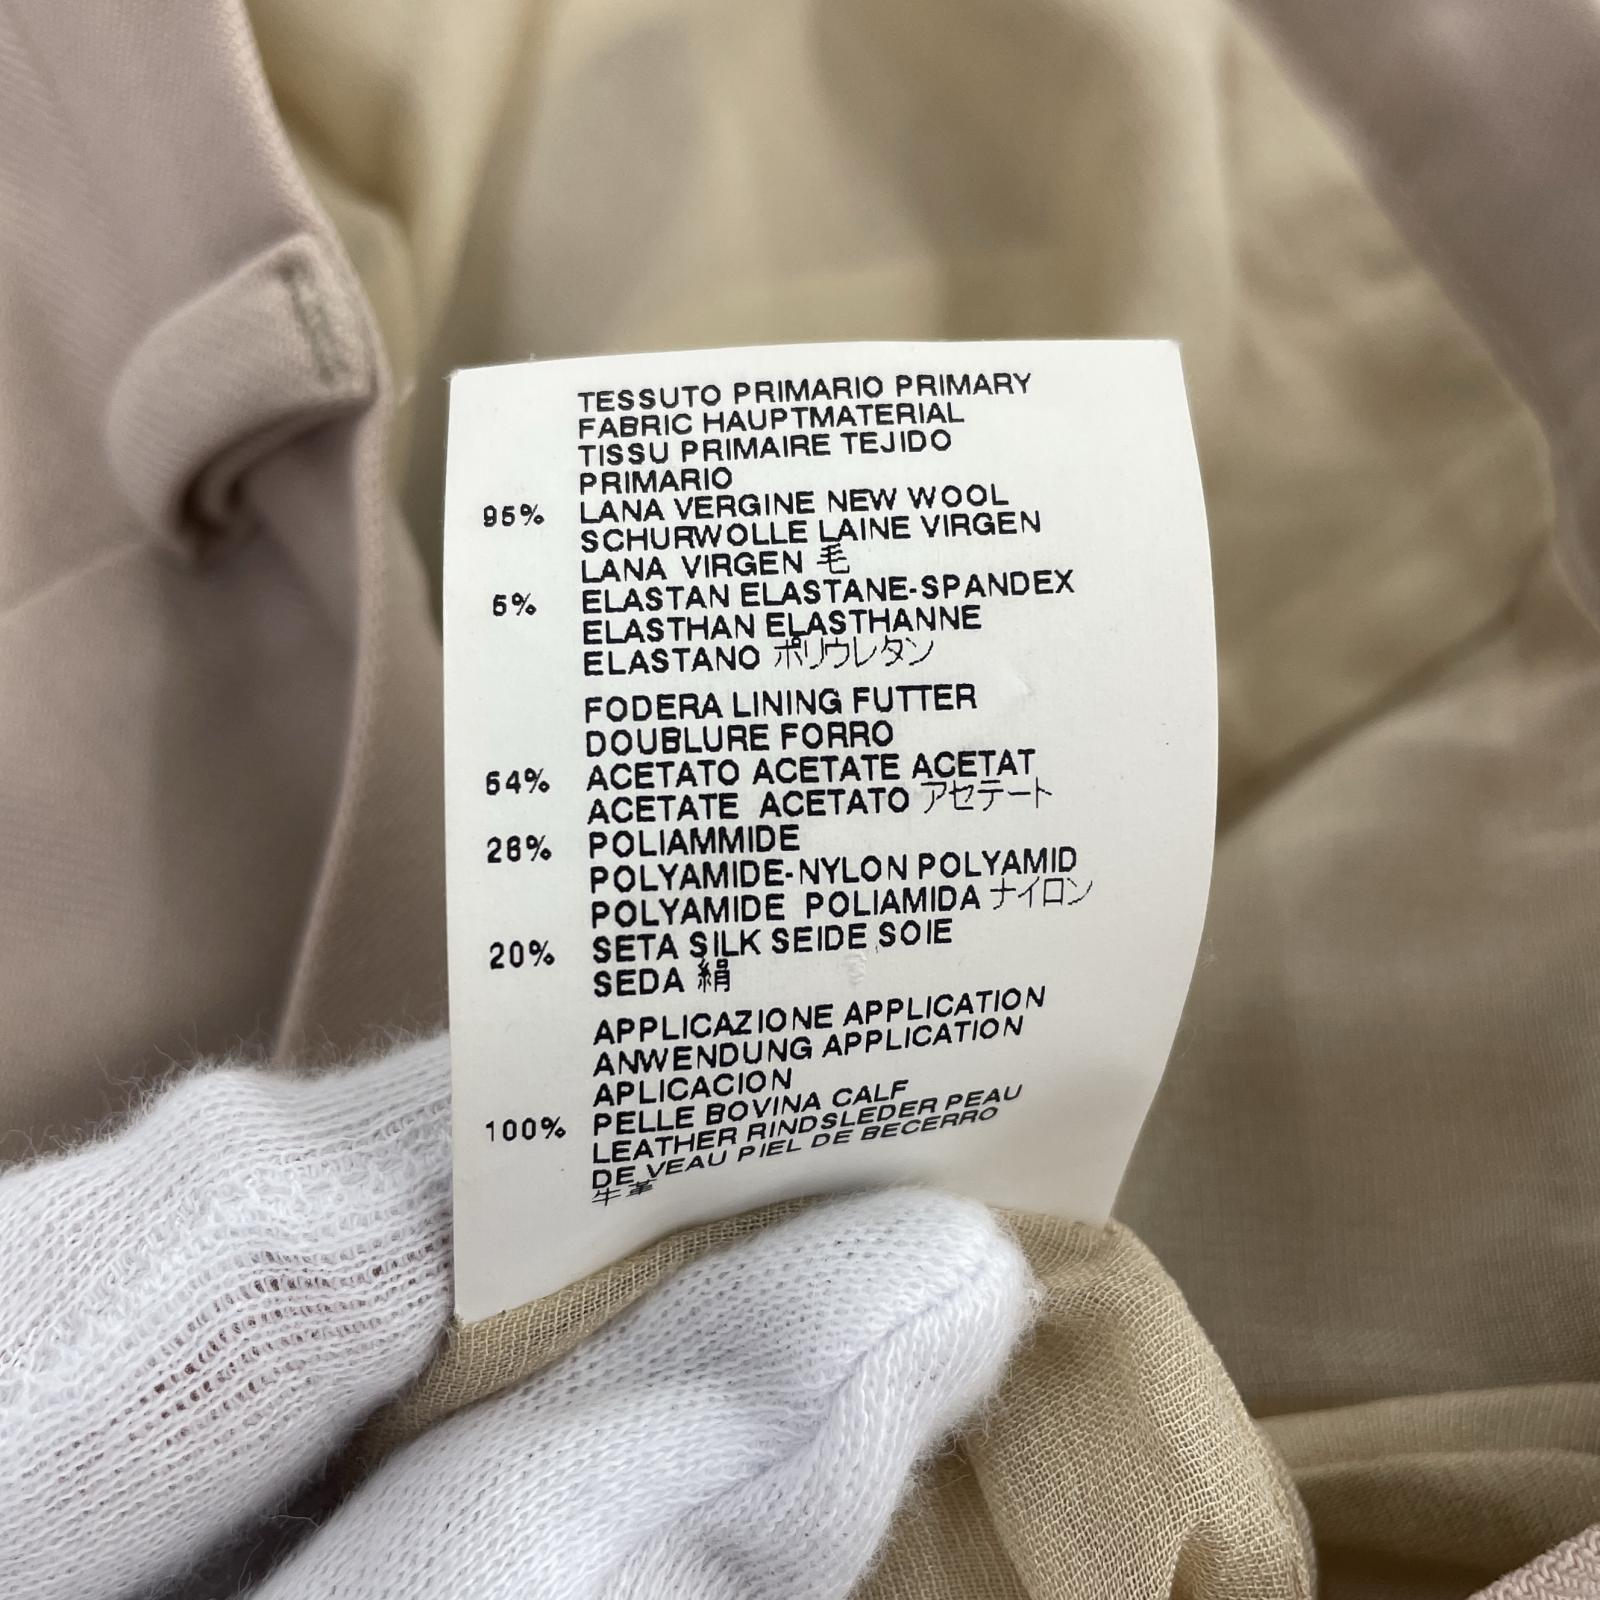 TESSUTO PRIMARIO PRIMARY
FABRIC HAUPTMATERIAL
TISSU PRIMAIRE TEJIDO
PRIMARIO
95% LANA VERGINE NEW WOOL
SCHURWOLLE LAINE VIRGEN
LANA VIRGEN 毛
5% ELASTAN ELASTANE-SPANDEX
ELASTHAN ELASTHANNE
ELASTANO ポリウレタン
FODERA LINING FUTTER
DOUBLURE FORRO
54% ACETATO ACETATE ACETAT
ACETATE ACETATO アセテート
26% POLIAMMIDE
POLYAMIDE-NYLON POLYAMID
POLYAMIDE POLIAMIDA ナイロン
20% SETA SILK SEIDE SOIE
SEDA 絹
APPLICAZIONE APPLICATION
ANWENDUNG APPLICATION
APLICACION
100% PELLE BOVINA CALF
LEATHER RINDSLEDER PEAU
DE VEAU PIEL DE BECERRO
牛革